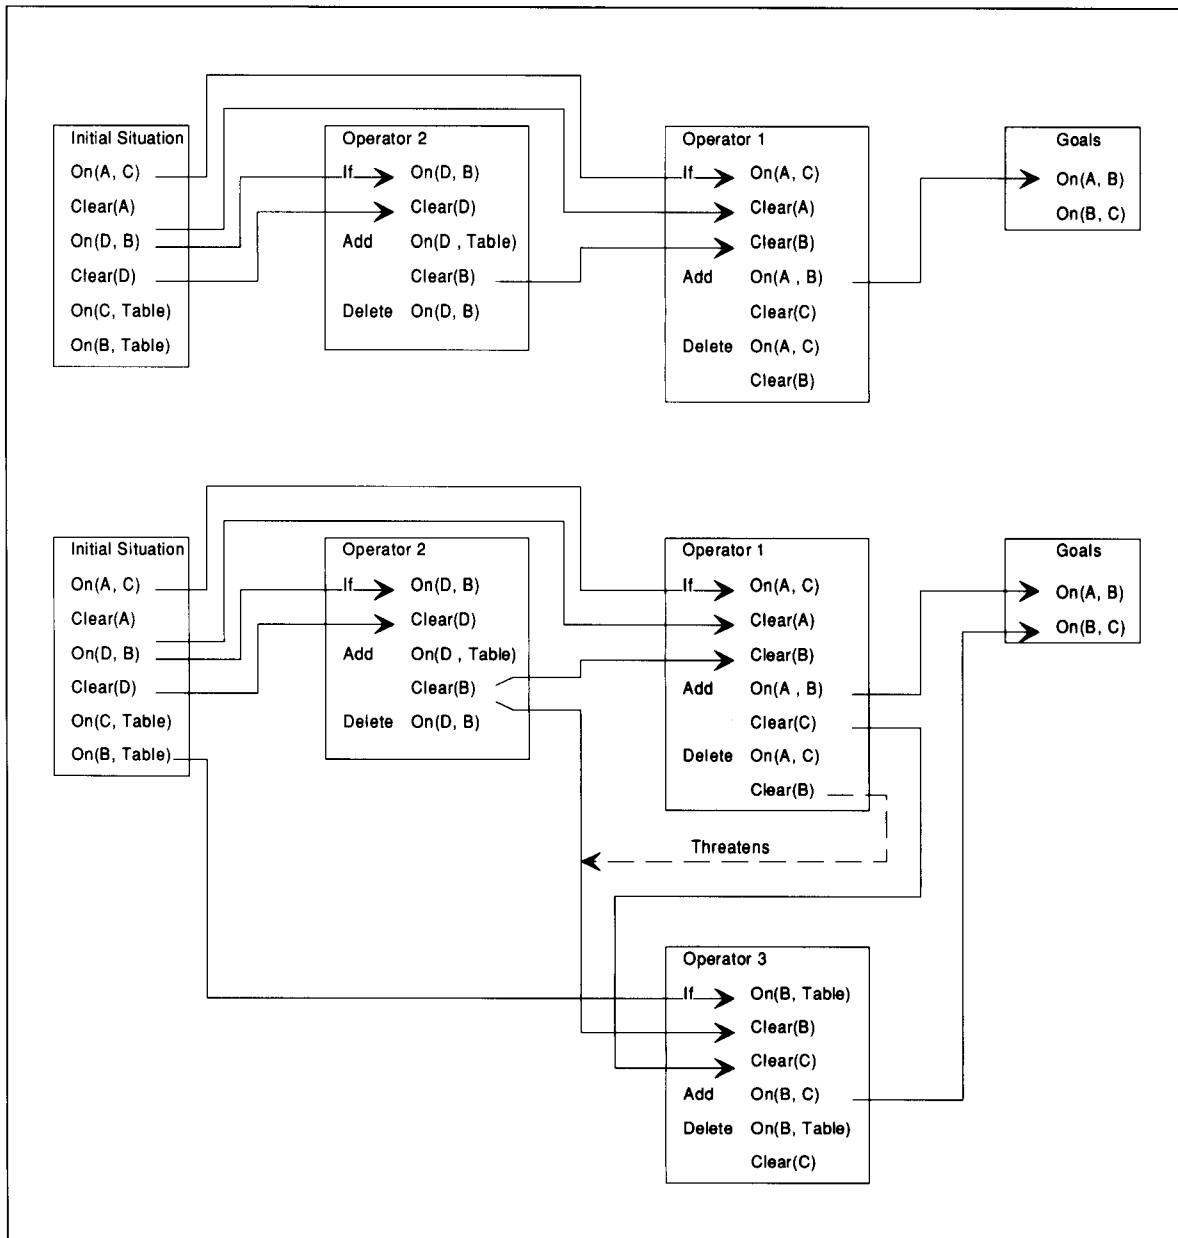 Initial Situation
On(A, C)
Clear(A)
On(D, B)
Clear(D)
On(C, Table)
On(B, Table)
Operator 2
If On(D, B)
Clear(D)
Add On(D , Table)
Clear(B)
Delete On(D, B)
Operator 1
If On(A, C)
Clear(A)
Clear(B)
Add On(A , B)
Clear(C)
Delete On(A, C)
Clear(B)
Goals
On(A, B)
On(B, C)
Initial Situation
On(A, C)
Clear(A)
On(D, B)
Clear(D)
On(C, Table)
On(B, Table)
Operator 2
If On(D, B)
Clear(D)
Add On(D , Table)
Clear(B)
Delete On(D, B)
Operator 1
If On(A, C)
Clear(A)
Clear(B)
Add On(A , B)
Clear(C)
Delete On(A, C)
Clear(B)
Goals
On(A, B)
On(B, C)
Threatens
Operator 3
If On(B, Table)
Clear(B)
Clear(C)
Add On(B, C)
Delete On(B, Table)
Clear(C)